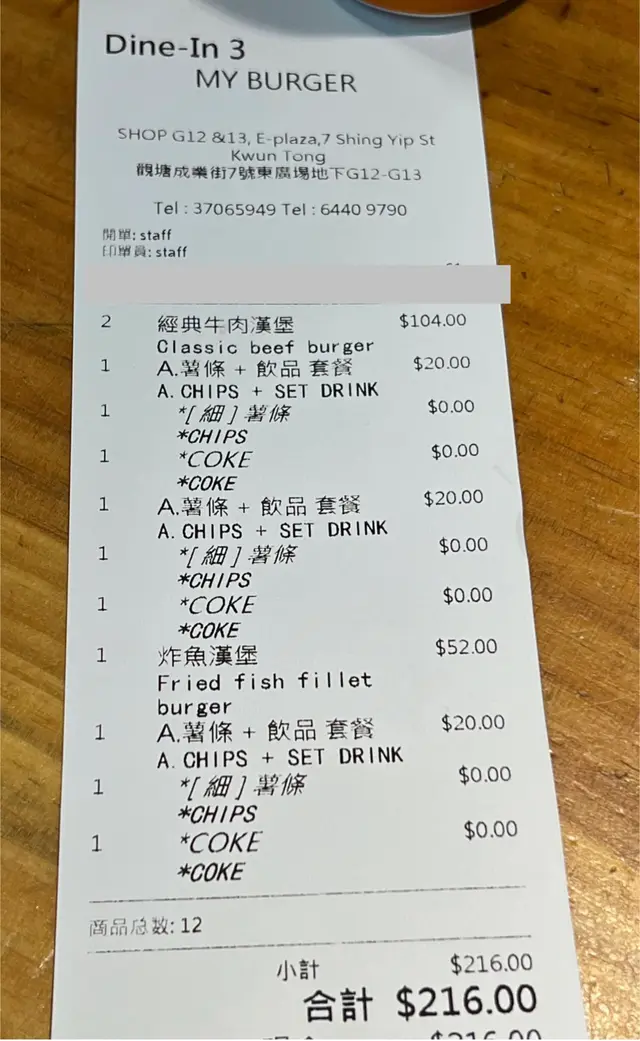 Dine-In 3
MY BURGER
SHOP G12 &13, E-plaza,7 Shing Yip St
Kwun Tong
觀塘成業街7號東廣場地下G12-G13
Tel : 37065949 Tel : 6440 9790
開單: staff
印單員: staff
2 經典牛肉漢堡 $104.00
Classic beef burger
1 A.薯條 + 飲品 套餐 $20.00
A. CHIPS + SET DRINK
1 *[ 細 ] 薯條 $0.00
*CHIPS
1 *COKE $0.00
*COKE
1 A.薯條 + 飲品 套餐 $20.00
A. CHIPS + SET DRINK
1 *[ 細 ] 薯條 $0.00
*CHIPS
1 *COKE $0.00
*COKE
1 炸魚漢堡 $52.00
Fried fish fillet
burger
1 A.薯條 + 飲品 套餐 $20.00
A. CHIPS + SET DRINK
1 *[ 細 ] 薯條 $0.00
*CHIPS
1 *COKE $0.00
*COKE
商品总数: 12
小計 $216.00
合計 $216.00
$216.00